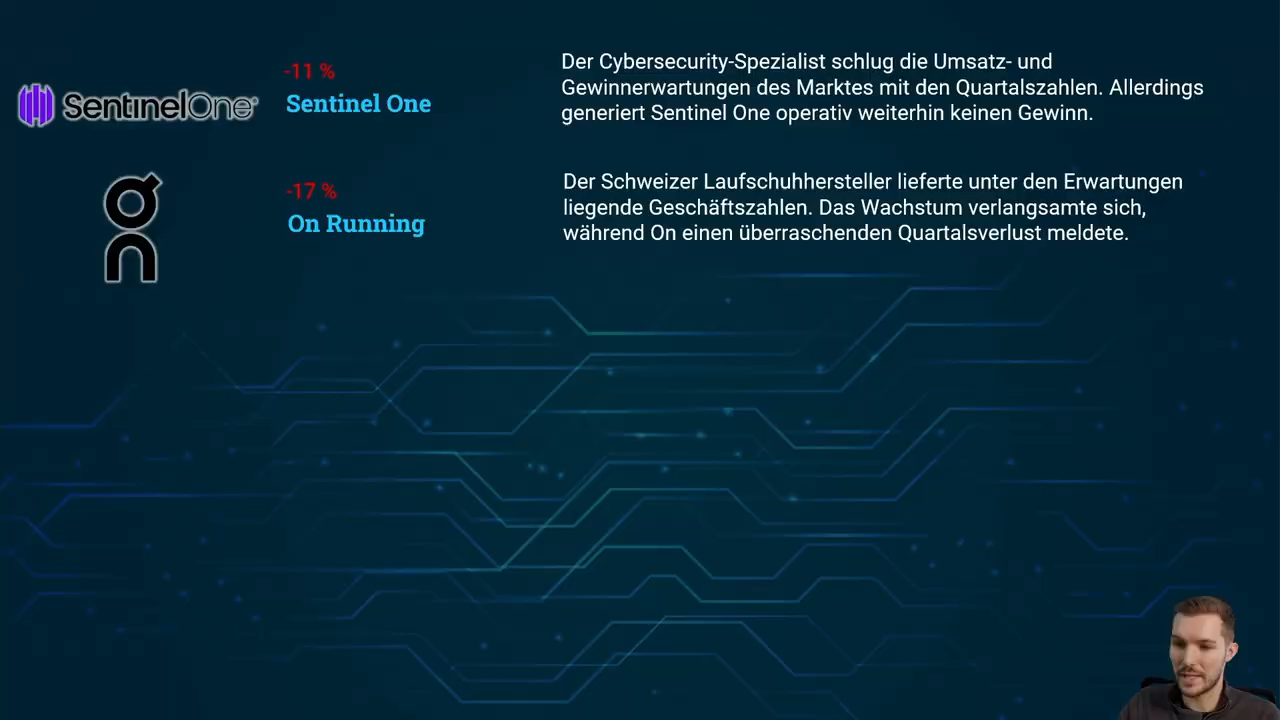 SentinelOne
-11 %
Sentinel One
Der Cybersecurity-Spezialist schlug die Umsatz- und
Gewinnerwartungen des Marktes mit den Quartalszahlen. Allerdings
generiert Sentinel One operativ weiterhin keinen Gewinn.
on
-17 %
On Running
Der Schweizer Laufschuhhersteller lieferte unter den Erwartungen
liegende Geschäftszahlen. Das Wachstum verlangsamte sich,
während On einen überraschenden Quartalsverlust meldete.